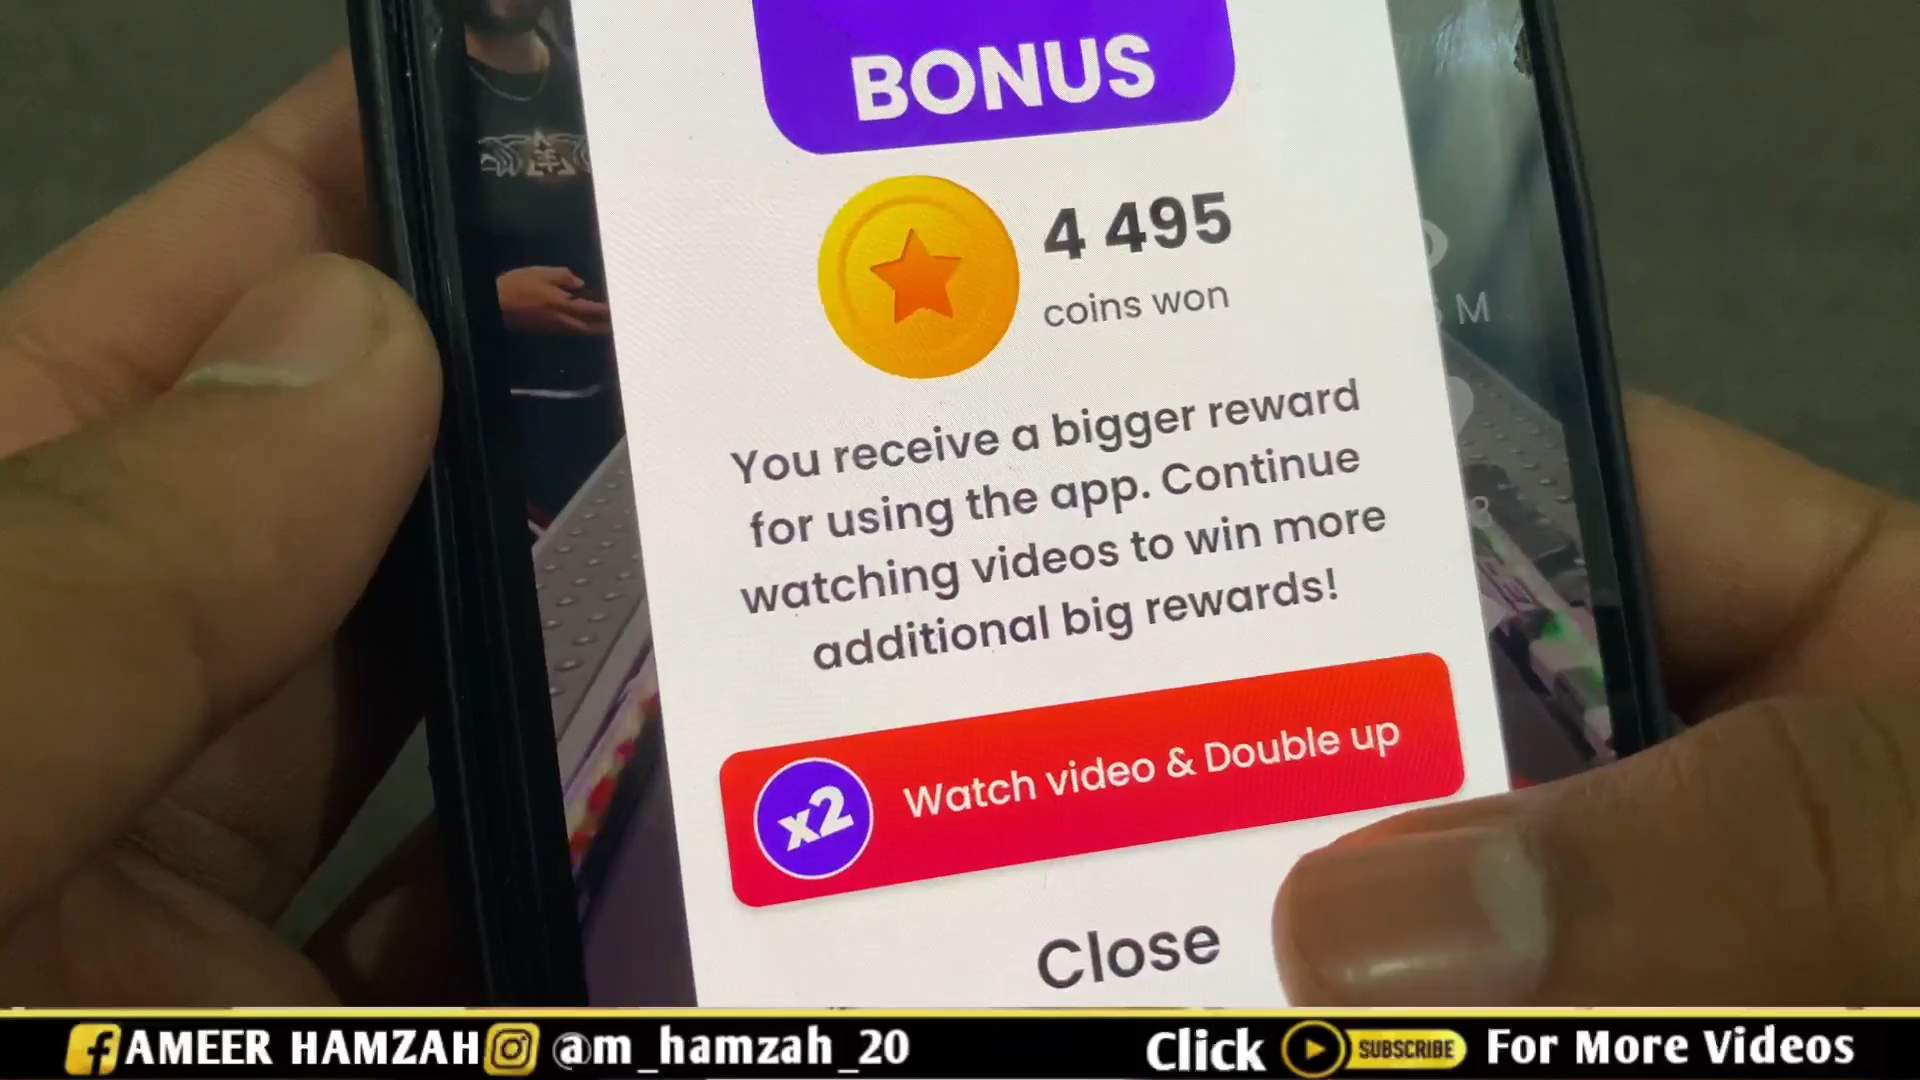 BONUS
4 495
coins won
M
You receive a bigger reward
for using the app. Continue
watching videos to win more
additional big rewards!
x2 Watch video & Double up
Close
AMEER HAMZAH @m_hamzah_20 Click SUBSCRIBE For More Videos